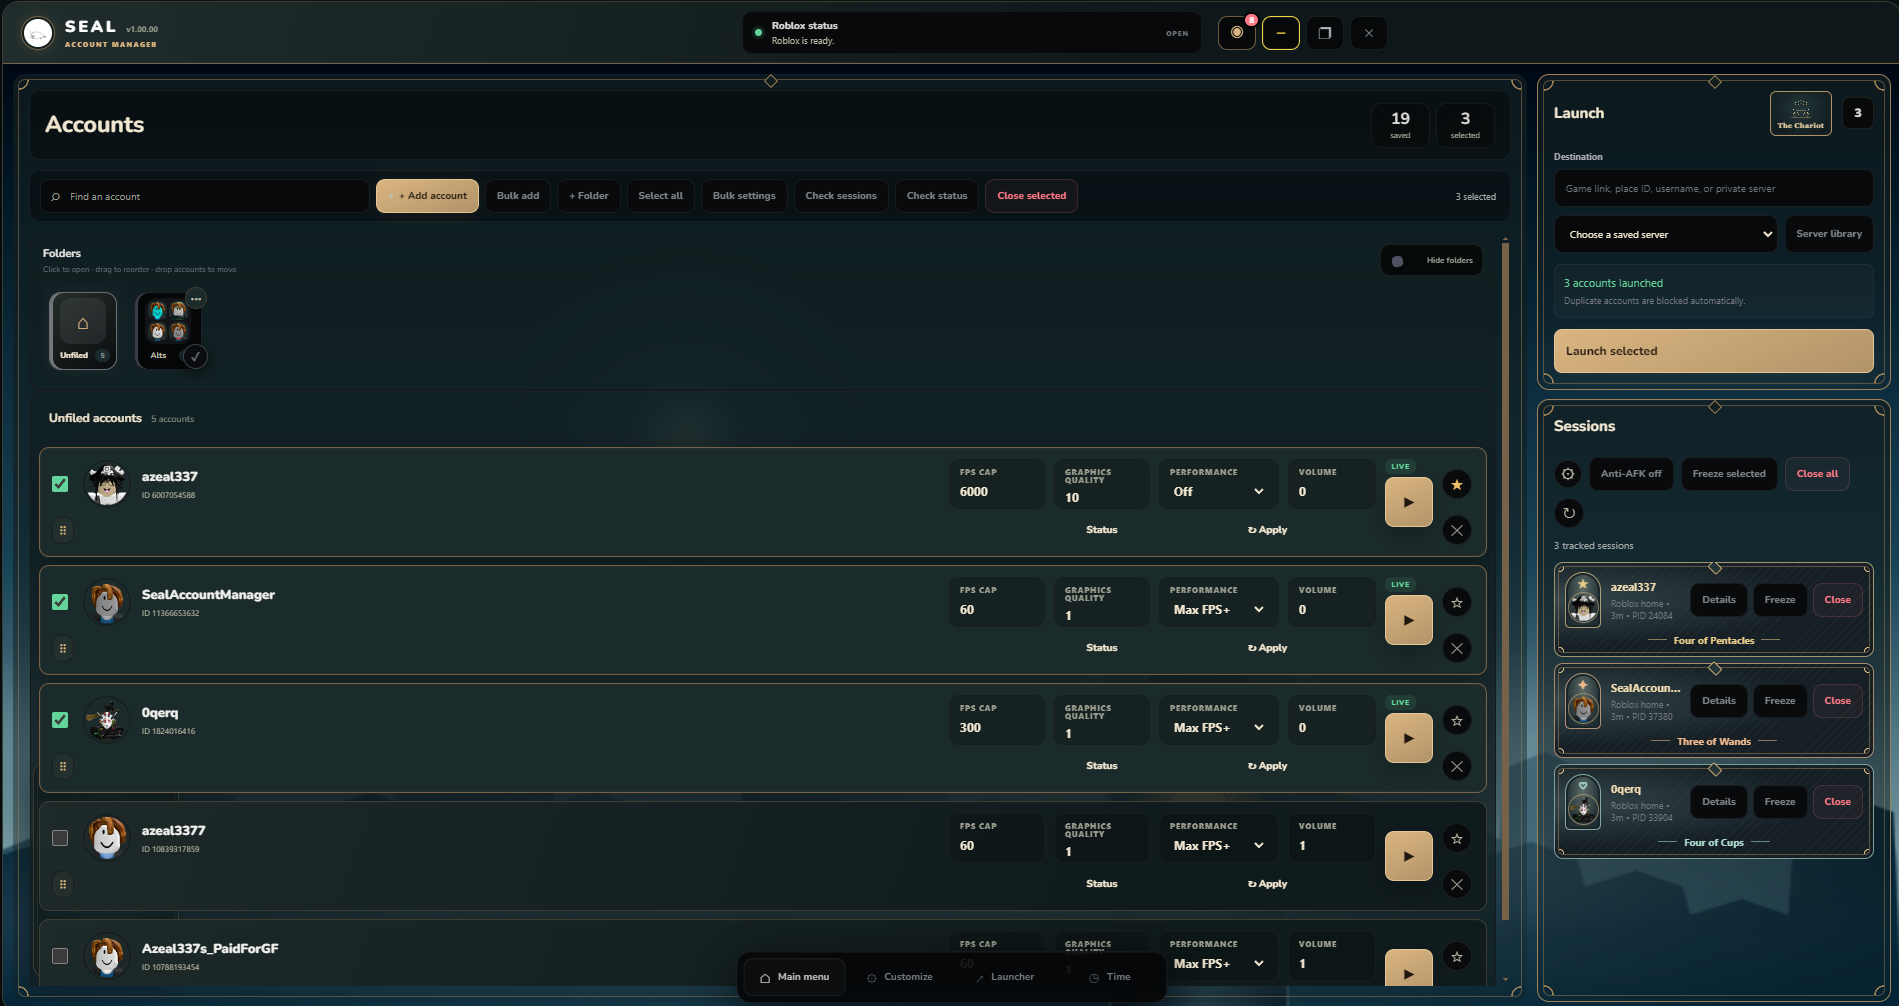 SEAL v1.00.00
ACCOUNT MANAGER
Roblox status
Roblox is ready.
OPEN
8
Accounts
19
saved
3
selected
Find an account
+ Add account
Bulk add
+ Folder
Select all
Bulk settings
Check sessions
Check status
Close selected
3 selected
Folders
Click to open · drag to reorder · drop accounts to move
Hide folders
Unfiled 5
Alts
Unfiled accounts 5 accounts
azeal337
ID 6007054588
FPS CAP
6000
GRAPHICS QUALITY
10
PERFORMANCE
Off
VOLUME
0
LIVE
Status
↻ Apply
SealAccountManager
ID 11366653632
FPS CAP
60
GRAPHICS QUALITY
1
PERFORMANCE
Max FPS+
VOLUME
0
LIVE
Status
↻ Apply
0qerq
ID 1824016416
FPS CAP
300
GRAPHICS QUALITY
1
PERFORMANCE
Max FPS+
VOLUME
0
LIVE
Status
↻ Apply
azeal3377
ID 10839317859
FPS CAP
60
GRAPHICS QUALITY
1
PERFORMANCE
Max FPS+
VOLUME
1
Status
↻ Apply
Azeal337s_PaidForGF
ID 10788193454
FPS CAP
60
GRAPHICS QUALITY
1
PERFORMANCE
Max FPS+
VOLUME
1
Main menu
Customize
Launcher
Time
Launch
The Chariot
3
Destination
Game link, place ID, username, or private server
Choose a saved server
Server library
3 accounts launched
Duplicate accounts are blocked automatically.
Launch selected
Sessions
Anti-AFK off
Freeze selected
Close all
3 tracked sessions
azeal337
Roblox home •
3m • PID 24084
Details
Freeze
Close
Four of Pentacles
SealAccoun...
Roblox home •
3m • PID 37380
Details
Freeze
Close
Three of Wands
0qerq
Roblox home •
3m • PID 33904
Details
Freeze
Close
Four of Cups